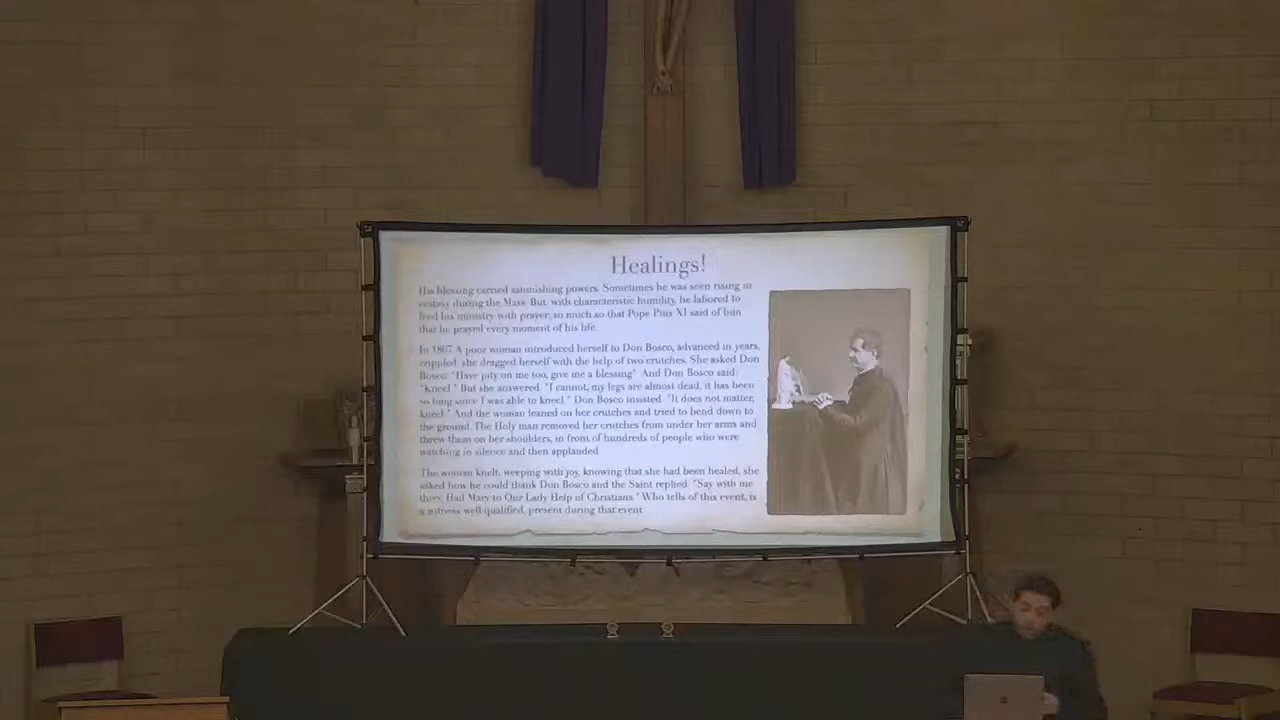 Healings!
His blessing carried astonishing powers. Sometimes he was seen rising in
ecstasy during the Mass. But, with characteristic humility, he labored to
feed his ministry with prayer; so much so that Pope Pius XI said of him
that he prayed every moment of his life.
In 1867 A poor woman introduced herself to Don Bosco, advanced in years,
crippled, she dragged herself with the help of two crutches. She asked Don
Bosco: "Have pity on me too, give me a blessing". And Don Bosco said:
"Kneel." But she answered: "I cannot, my legs are almost dead, it has been
so long since I was able to kneel." Don Bosco insisted: "It does not matter,
kneel." And the woman leaned on her crutches and tried to bend down to
the ground. The Holy man removed her crutches from under her arms and
threw them on her shoulders, in front of hundreds of people who were
watching in silence and then applauded.
The woman knelt, weeping with joy, knowing that she had been healed, she
asked how he could thank Don Bosco and the Saint replied: "Say with me
three Hail Mary to Our Lady Help of Christians." Who tells of this event, is
a witness well qualified, present during that event.